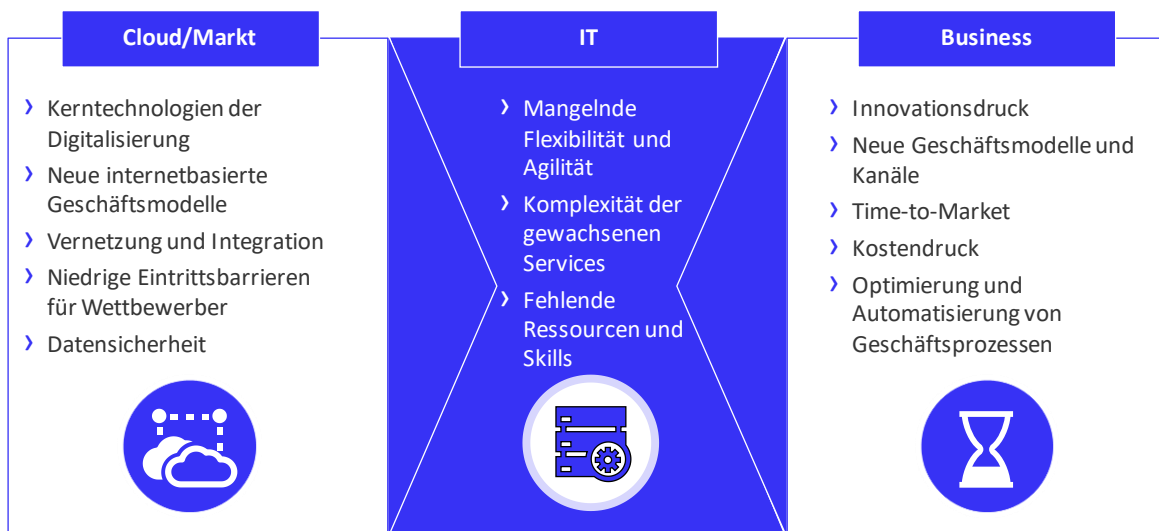 Cloud/Markt
› Kerntechnologien der
Digitalisierung
› Neue internetbasierte
Geschäftsmodelle
› Vernetzung und Integration
› Niedrige Eintrittsbarrieren
für Wettbewerber
› Datensicherheit
IT
› Mangelnde
Flexibilität und
Agilität
› Komplexität der
gewachsenen
Services
› Fehlende
Ressourcen und
Skills
Business
› Innovationsdruck
› Neue Geschäftsmodelle und
Kanäle
› Time-to-Market
› Kostendruck
› Optimierung und
Automatisierung von
Geschäftsprozessen